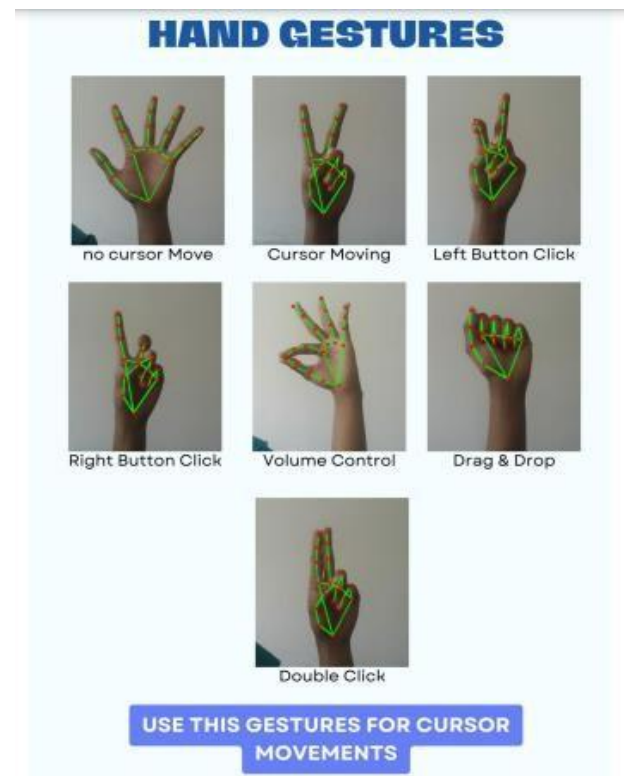 HAND GESTURES
no cursor Move
Cursor Moving
Left Button Click
Right Button Click
Volume Control
Drag & Drop
Double Click
USE THIS GESTURES FOR CURSOR
MOVEMENTS